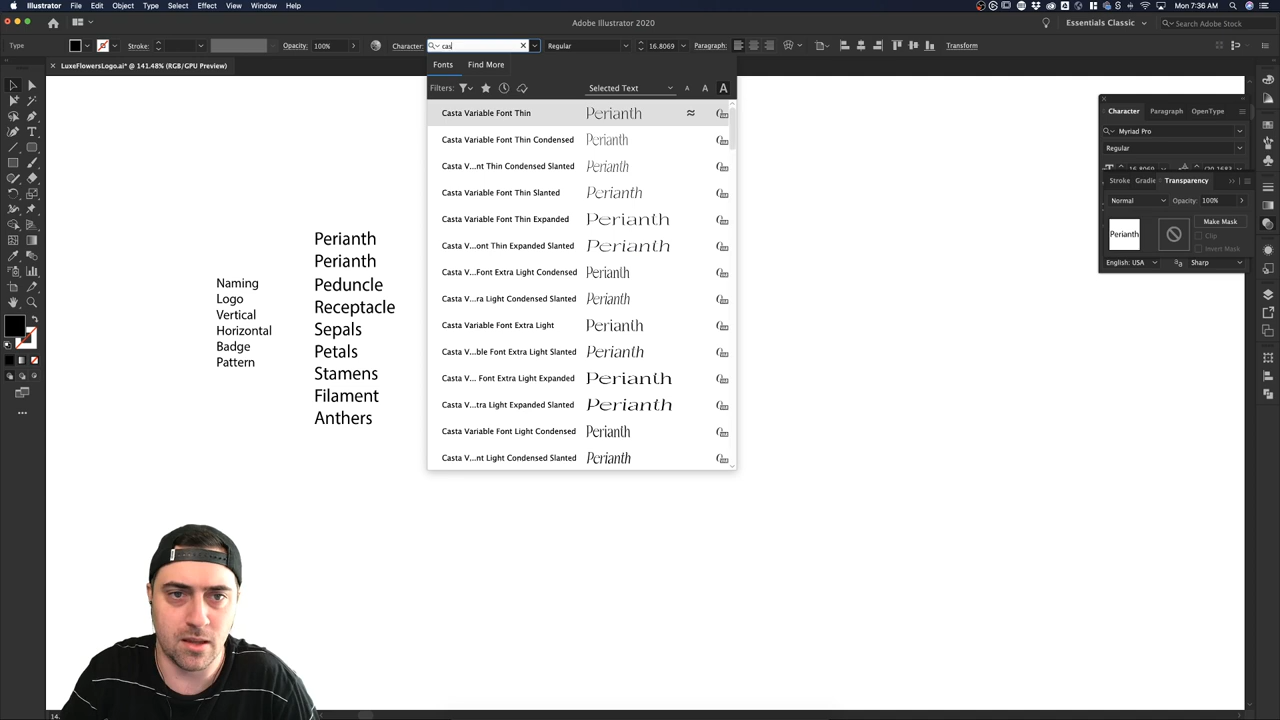 Illustrator File Edit Object Type Select Effect View Window Help
Mon 7:36 AM
Adobe Illustrator 2020
Essentials Classic
Search Adobe Stock
Type
Stroke:
Opacity: 100%
Character: cas
Regular
16.8069
Paragraph:
Transform
LuxeFlowersLogo.ai* @ 141.48% (RGB/GPU Preview)
Fonts Find More
Filters:
Selected Text
A A A
Casta Variable Font Thin Perianth
Casta Variable Font Thin Condensed Perianth
Casta V...nt Thin Condensed Slanted Perianth
Casta Variable Font Thin Slanted Perianth
Casta Variable Font Thin Expanded Perianth
Casta V...ont Thin Expanded Slanted Perianth
Casta V...Font Extra Light Condensed Perianth
Casta V...ra Light Condensed Slanted Perianth
Casta Variable Font Extra Light Perianth
Casta V...ble Font Extra Light Slanted Perianth
Casta V... Font Extra Light Expanded Perianth
Casta V...tra Light Expanded Slanted Perianth
Casta Variable Font Light Condensed Perianth
Casta V...nt Light Condensed Slanted Perianth
Naming
Logo
Vertical
Horizontal
Badge
Pattern
Perianth
Perianth
Peduncle
Receptacle
Sepals
Petals
Stamens
Filament
Anthers
Character Paragraph OpenType
Myriad Pro
Regular
Stroke Gradie Transparency
Normal
Opacity: 100%
Perianth
Make Mask
Clip
Invert Mask
English: USA
Sharp